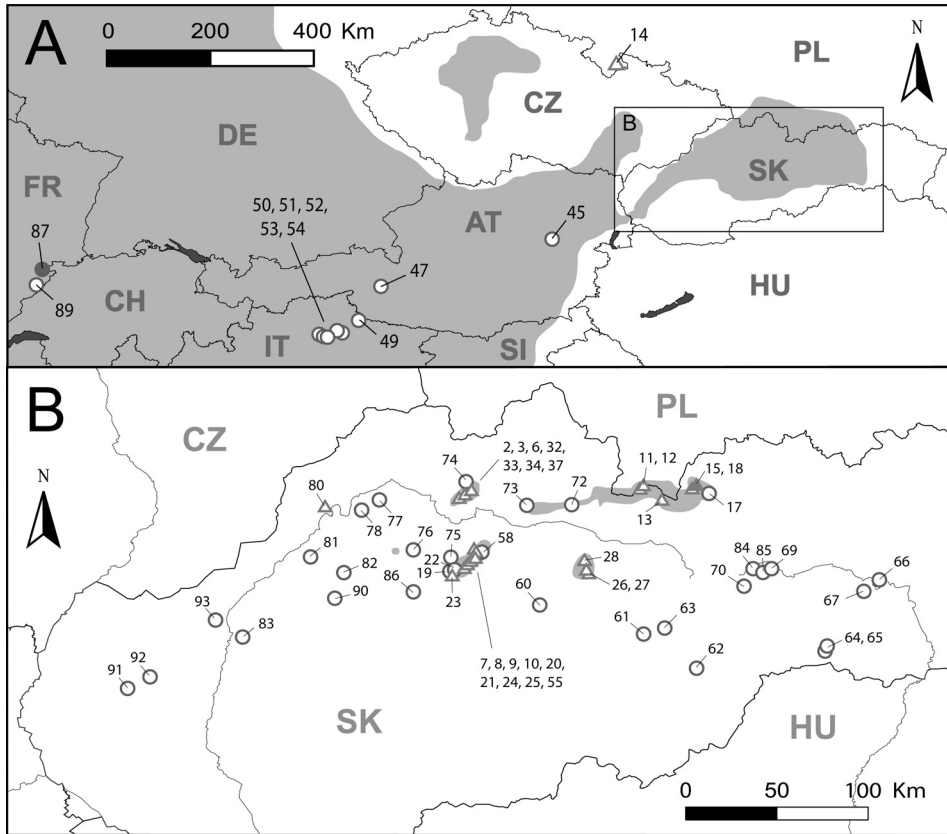 A
0 200 400 Km
14
PL
N
CZ
B
DE
SK
FR
50, 51, 52,
53, 54
AT
45
87
47
HU
89
CH
49
IT
SI
B
PL
CZ
2, 3, 6, 32,
33, 34, 37
11, 12
15, 18
N
74
80
73
72
17
77
13
78
76
75
58
81
22
28
84
85
69
82
19
66
86
26, 27
70
90
23
60
67
93
63
61
83
64, 65
7, 8, 9, 10, 20,
21, 24, 25, 55
62
92
91
SK
HU
0 50 100 Km